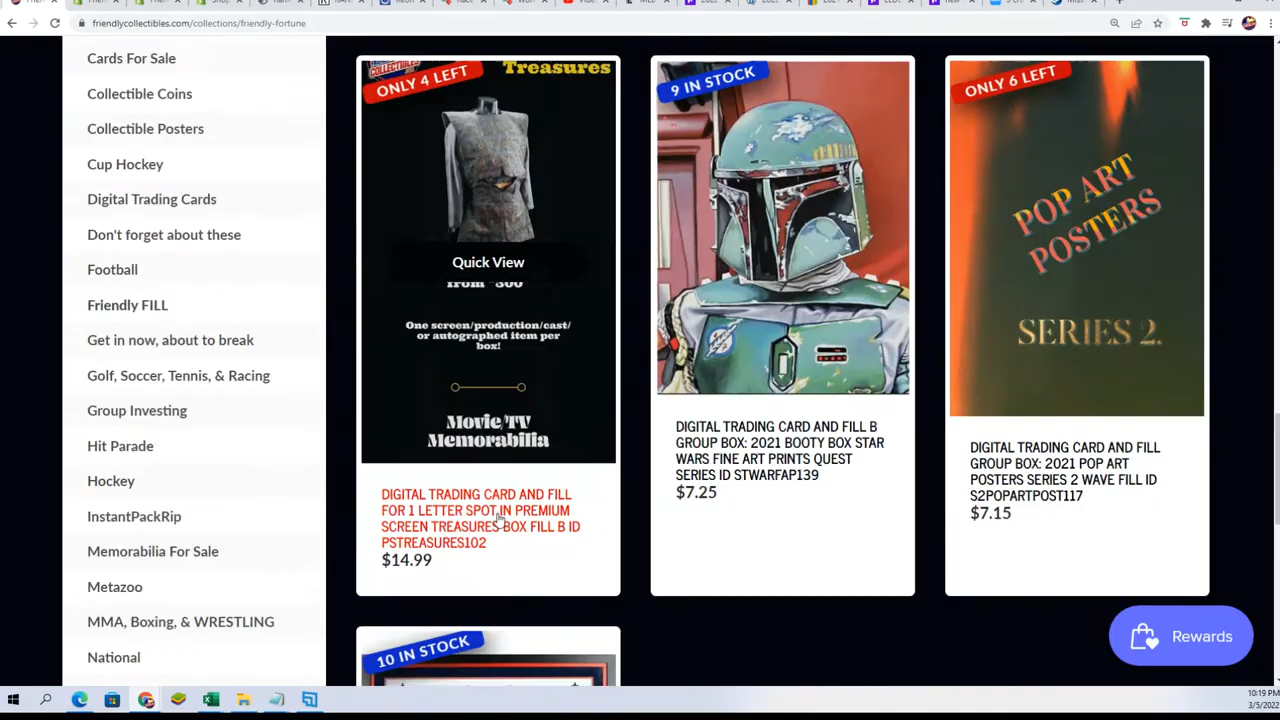 friendlycollectibles.com/collections/friendly-fortune
Cards For Sale
Collectible Coins
Collectible Posters
Cup Hockey
Digital Trading Cards
Don't forget about these
Football
Friendly FILL
Get in now, about to break
Golf, Soccer, Tennis, & Racing
Group Investing
Hit Parade
Hockey
InstantPackRip
Memorabilia For Sale
Metazoo
MMA, Boxing, & WRESTLING
National
COLLECTIBLES
Treasures
ONLY 4 LEFT
Quick View
One screen/production/cast/
or autographed item per
box!
Movie/TV
Memorabilia
DIGITAL TRADING CARD AND FILL
FOR 1 LETTER SPOT IN PREMIUM
SCREEN TREASURES BOX FILL B ID
PSTREASURES102
$14.99
9 IN STOCK
DIGITAL TRADING CARD AND FILL B
GROUP BOX: 2021 BOOTY BOX STAR
WARS FINE ART PRINTS QUEST
SERIES ID STWARFAP139
$7.25
ONLY 6 LEFT
POP ART
POSTERS
SERIES 2.
DIGITAL TRADING CARD AND FILL
GROUP BOX: 2021 POP ART
POSTERS SERIES 2 WAVE FILL ID
S2POPARTPOST117
$7.15
10 IN STOCK
Rewards
10:19 PM
3/5/2022